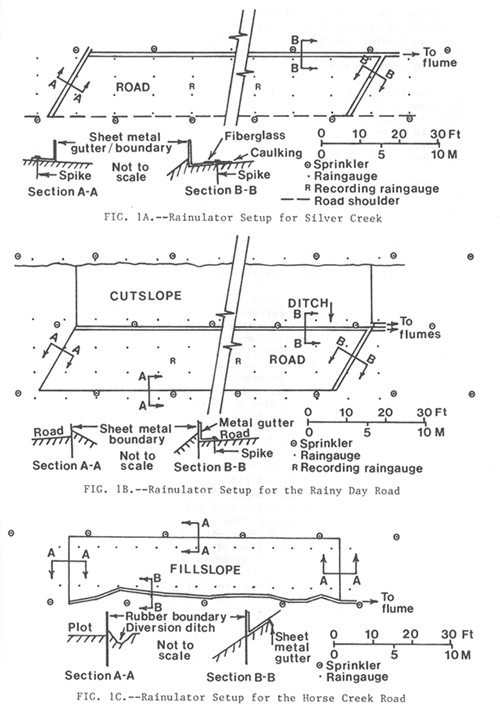 B
B
To
flume
A
A
B
B
ROAD
R
R
Fiberglass
Sheet metal
gutter/boundary
Caulking
0 10 20 30 Ft
0 5 10 M
Spike
Not to
scale
Spike
Section A-A
Section B-B
Sprinkler
Raingauge
R Recording raingauge
Road shoulder
FIG. 1A.--Rainulator Setup for Silver Creek
CUTSLOPE
DITCH
B
B
To
flumes
A
A
B
B
R
R
ROAD
A
A
Road
Sheet metal
boundary
Metal gutter
Road
0 10 20 30 Ft
0 5 10 M
Not to
scale
Spike
Section A-A
Section B-B
Sprinkler
Raingauge
R Recording raingauge
FIG. 1B.--Rainulator Setup for the Rainy Day Road
A
A
A
A
A
A
FILLSLOPE
B
B
To
flume
Plot
Rubber boundary
Diversion ditch
Not to
scale
Sheet
metal
gutter
0 10 20 30 Ft
0 5 10 M
Section A-A
Section B-B
Sprinkler
Raingauge
FIG. 1C.--Rainulator Setup for the Horse Creek Road